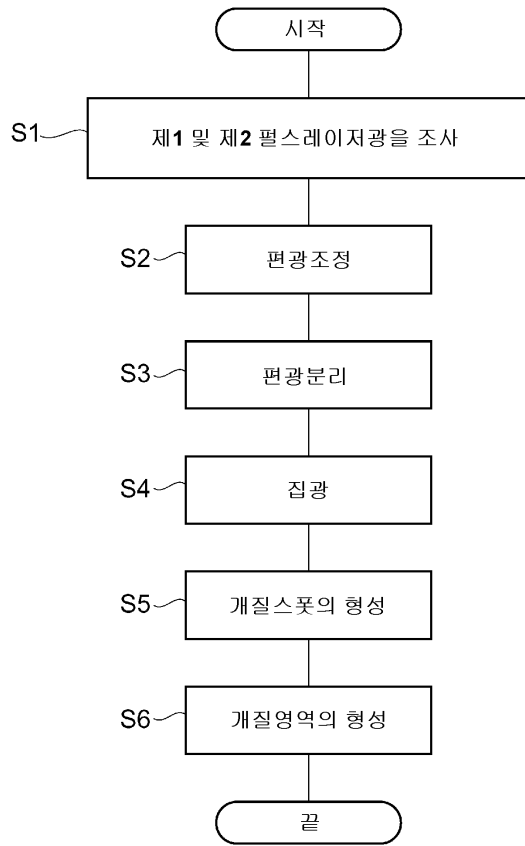 시작
S1
제1 및 제2 펄스레이저광을 조사
S2
편광조정
S3
편광분리
S4
집광
S5
개질스폿의 형성
S6
개질영역의 형성
끝